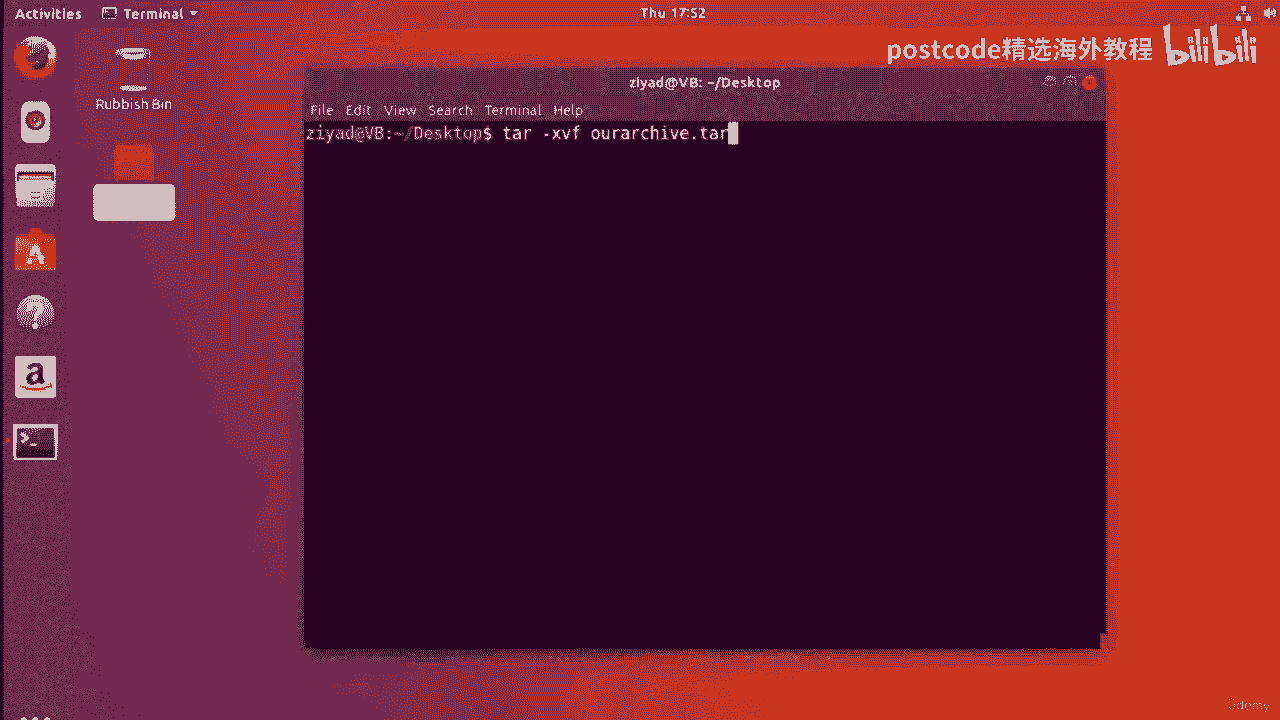 Activities Terminal Thu 17:52
postcode精选海外教程 bilibili
Rubbish Bin
ziyad@VB: ~/Desktop
File Edit View Search Terminal Help
ziyad@VB:~/Desktop$ tar -xvf ourarchive.tar
a
Udemy